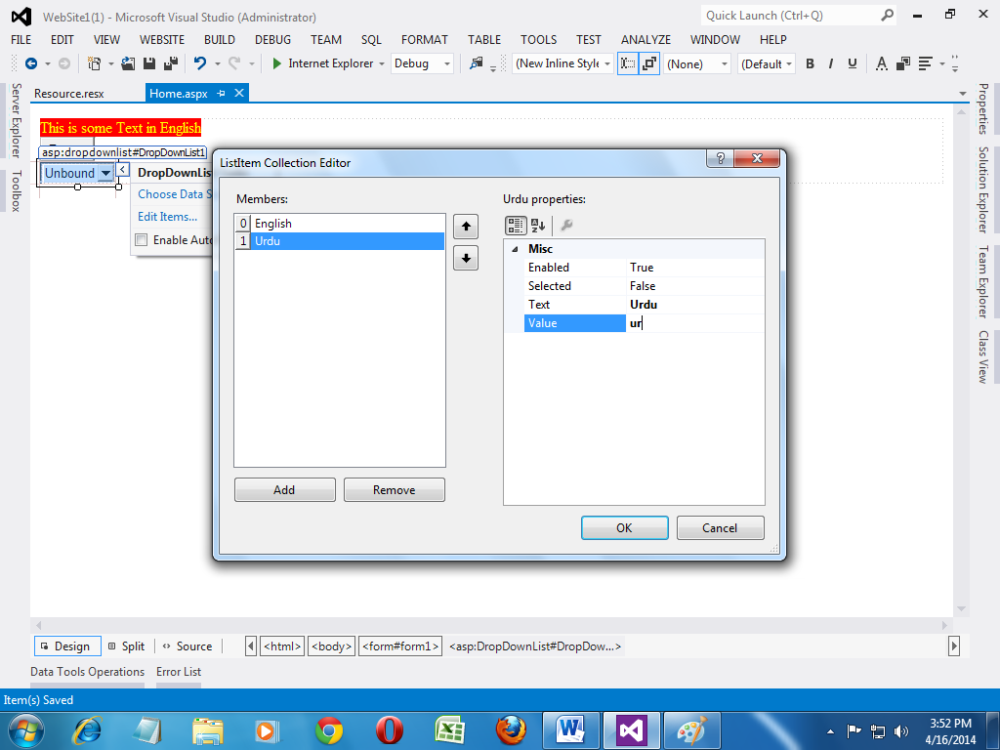 WebSite1(1) - Microsoft Visual Studio (Administrator)
Quick Launch (Ctrl+Q)
FILE EDIT VIEW WEBSITE BUILD DEBUG TEAM SQL FORMAT TABLE TOOLS TEST ANALYZE WINDOW HELP
Internet Explorer Debug (New Inline Style (None) (Default B I U A
Resource.resx Home.aspx
Server Explorer
Toolbox
Properties
Solution Explorer
Team Explorer
Class View
This is some Text in English
asp:dropdownlist#DropDownList1
Unbound
DropDownLis
Choose Data S
Edit Items...
Enable Auto
ListItem Collection Editor
Members:
0 English
1 Urdu
Add Remove
Urdu properties:
Misc
Enabled True
Selected False
Text Urdu
Value ur
OK Cancel
Design Split Source <html> <body> <form#form1> <asp:DropDownList#DropDow...>
Data Tools Operations Error List
Item(s) Saved
3:52 PM
4/16/2014